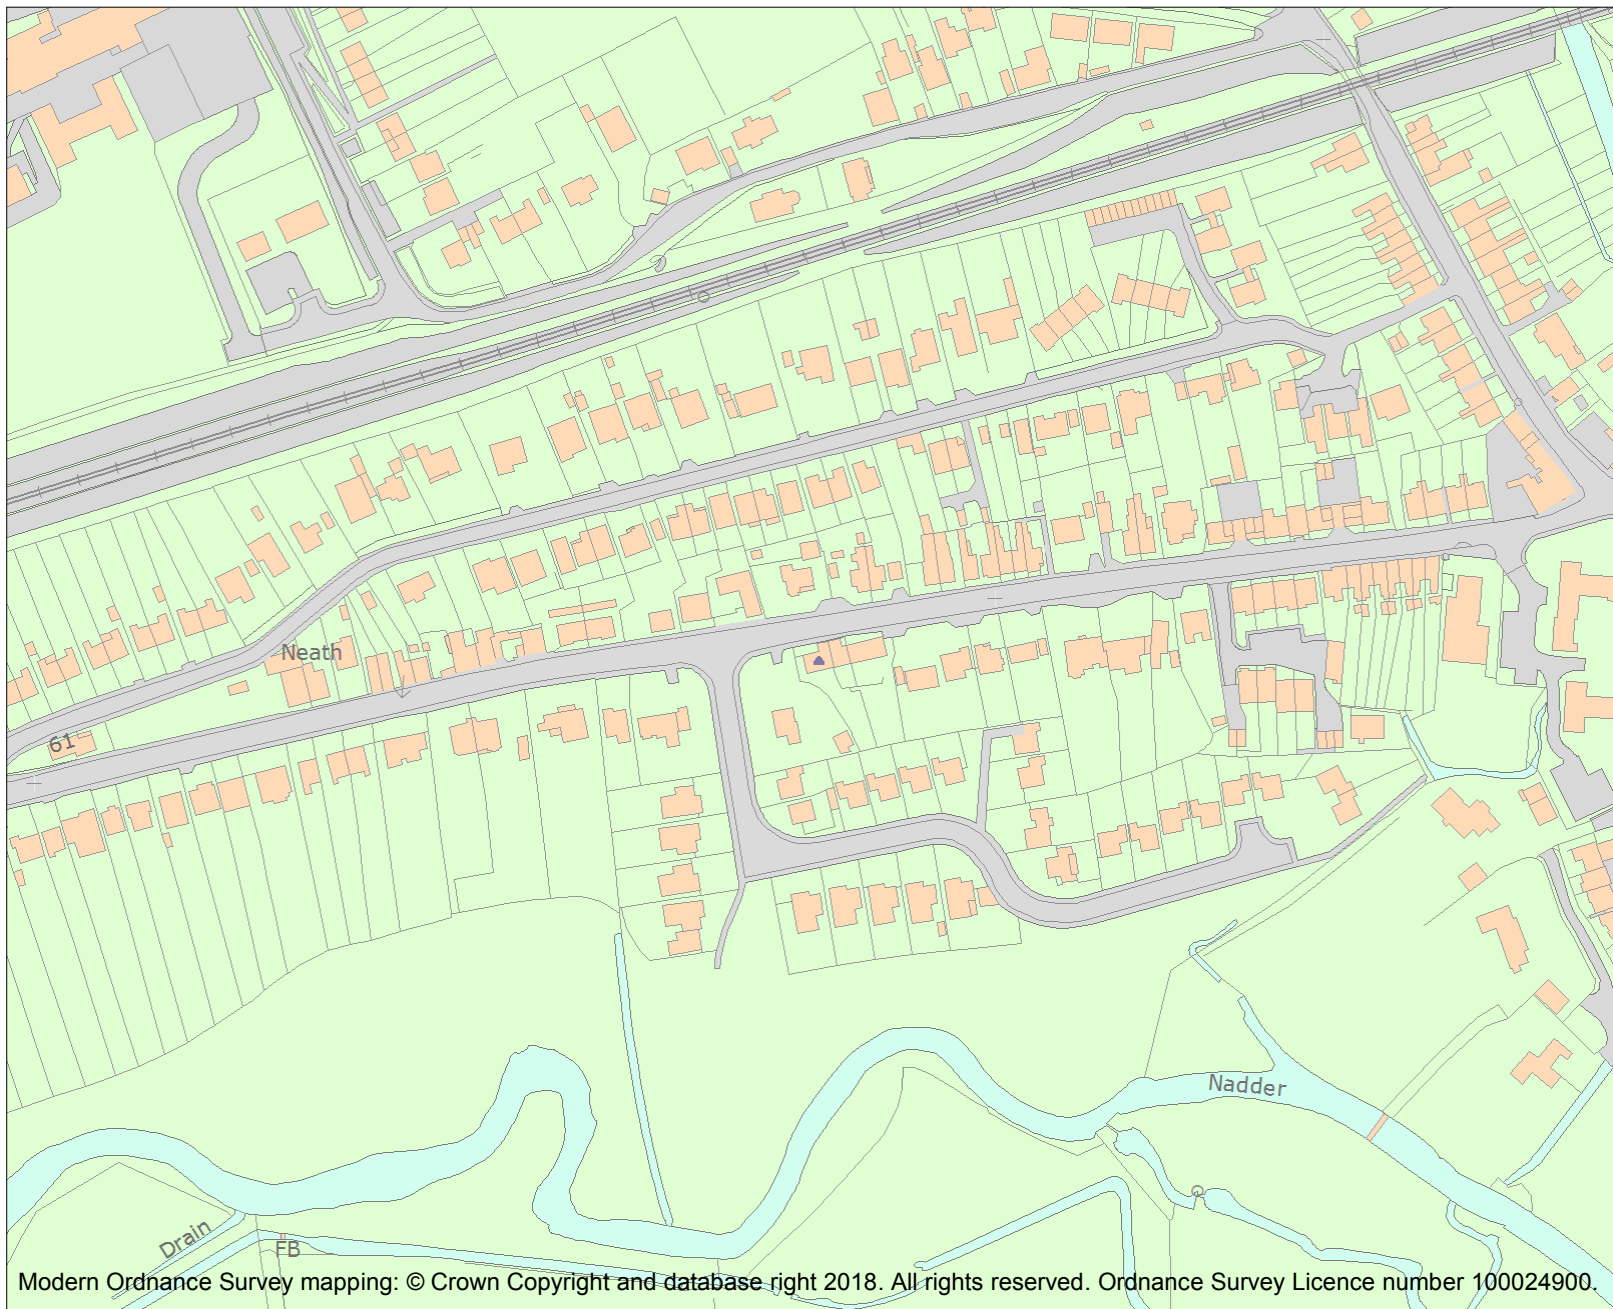 Neath
61
Nadder
Drain
FB
Modern Ordnance Survey mapping: © Crown Copyright and database right 2018. All rights reserved. Ordnance Survey Licence number 100024900.